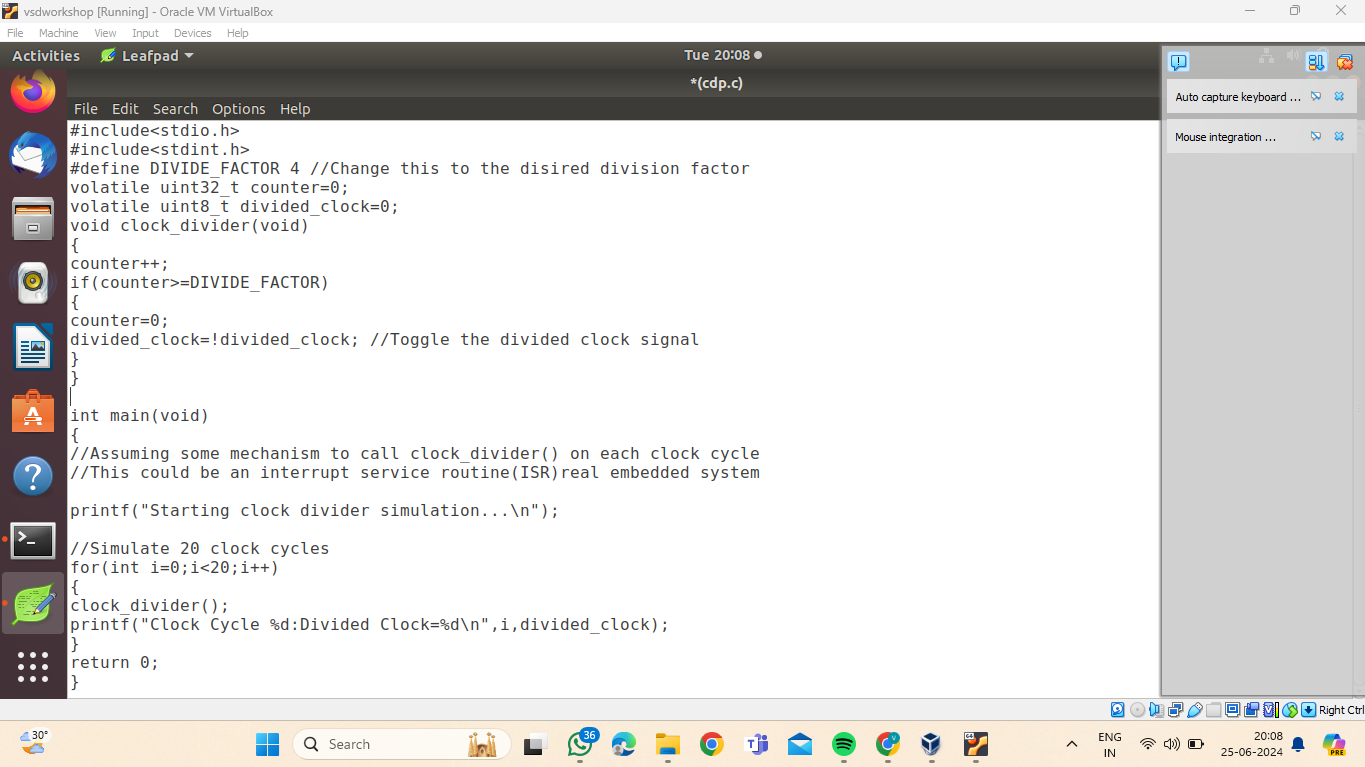 vsdworkshop [Running] - Oracle VM VirtualBox
File Machine View Input Devices Help
Activities Leafpad Tue 20:08
*(cdp.c)
File Edit Search Options Help
#include<stdio.h>
#include<stdint.h>
#define DIVIDE_FACTOR 4 //Change this to the disired division factor
volatile uint32_t counter=0;
volatile uint8_t divided_clock=0;
void clock_divider(void)
{
counter++;
if(counter>=DIVIDE_FACTOR)
{
counter=0;
divided_clock=!divided_clock; //Toggle the divided clock signal
}
}
int main(void)
{
//Assuming some mechanism to call clock_divider() on each clock cycle
//This could be an interrupt service routine(ISR)real embedded system
printf("Starting clock divider simulation...\n");
//Simulate 20 clock cycles
for(int i=0;i<20;i++)
{
clock_divider();
printf("Clock Cycle %d:Divided Clock=%d\n",i,divided_clock);
}
return 0;
}
Auto capture keyboard ...
Mouse integration ...
Right Ctrl
30°
Search
36
ENG
IN
20:08
25-06-2024
PRE